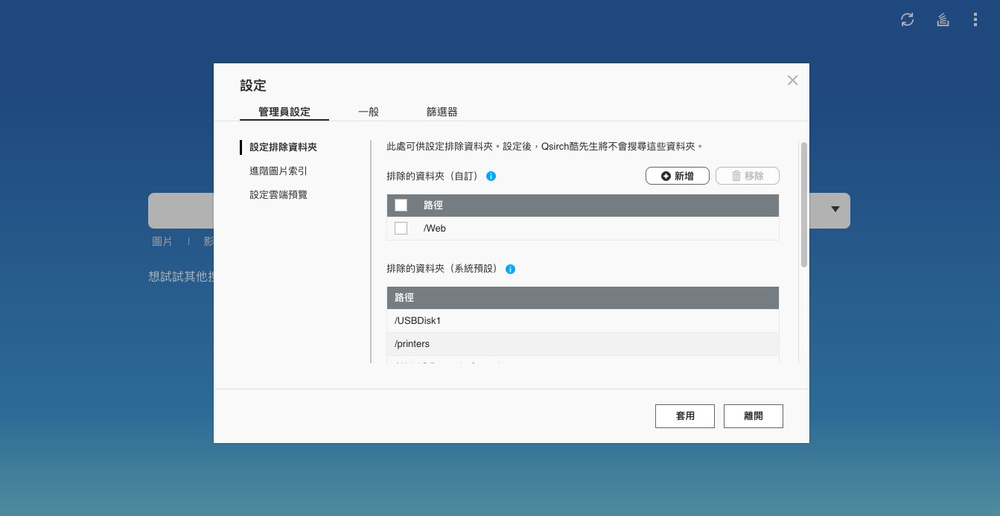 設定
管理員設定
一般
篩選器
設定排除資料夾
進階圖片索引
設定雲端預覽
此處可供設定排除資料夾。設定後，Qsirch酷先生將不會搜尋這些資料夾。
排除的資料夾（自訂）
新增
移除
路徑
/Web
排除的資料夾（系統預設）
路徑
/USBDisk1
/printers
圖片
影
想試試其他搜
套用
離開